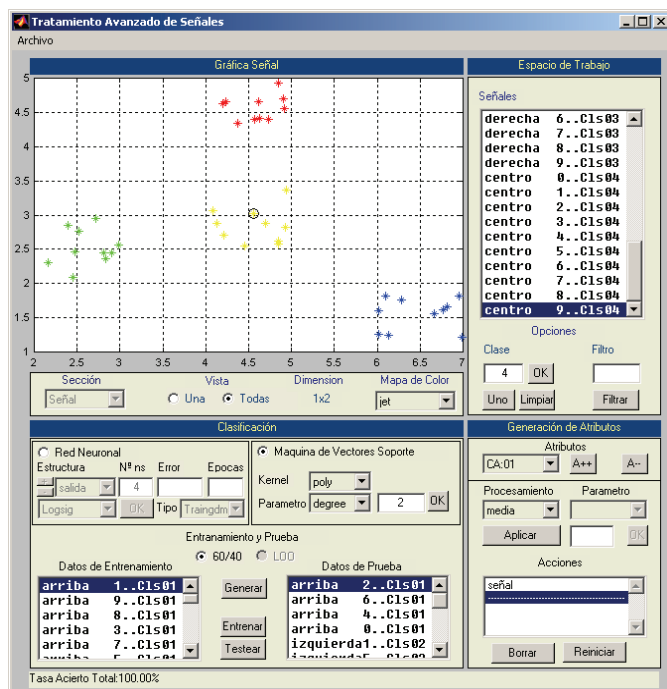 Tratamiento Avanzado de Señales
Archivo
Gráfica Señal
5
4.5
4
3.5
3
2.5
2
1.5
1
2 2.5 3 3.5 4 4.5 5 5.5 6 6.5 7
Sección Vista Dimension Mapa de Color
Señal Una Todas 1x2 jet
Espacio de Trabajo
Señales
derecha 6..Cls03
derecha 7..Cls03
derecha 8..Cls03
derecha 9..Cls03
centro 0..Cls04
centro 1..Cls04
centro 2..Cls04
centro 3..Cls04
centro 4..Cls04
centro 5..Cls04
centro 6..Cls04
centro 7..Cls04
centro 8..Cls04
centro 9..Cls04
Opciones
Clase Filtro
4 OK
Uno Limpiar Filtrar
Clasificación
Red Neuronal
Estructura Nº ns Error Epocas
salida 4
Logsig OK Tipo Traingdm
Maquina de Vectores Soporte
Kernel poly
Parametro degree 2 OK
Entranamiento y Prueba
60/40 LOO
Datos de Entrenamiento
arriba 1..Cls01
arriba 9..Cls01
arriba 8..Cls01
arriba 3..Cls01
arriba 7..Cls01
Generar
Entrenar
Testear
Datos de Prueba
arriba 2..Cls01
arriba 6..Cls01
arriba 4..Cls01
arriba 0..Cls01
izquierda1..Cls02
Generación de Atributos
Atributos
CA:01 A++ A--
Procesamiento Parametro
media
Aplicar OK
Acciones
señal
Borrar Reiniciar
Tasa Acierto Total:100.00%